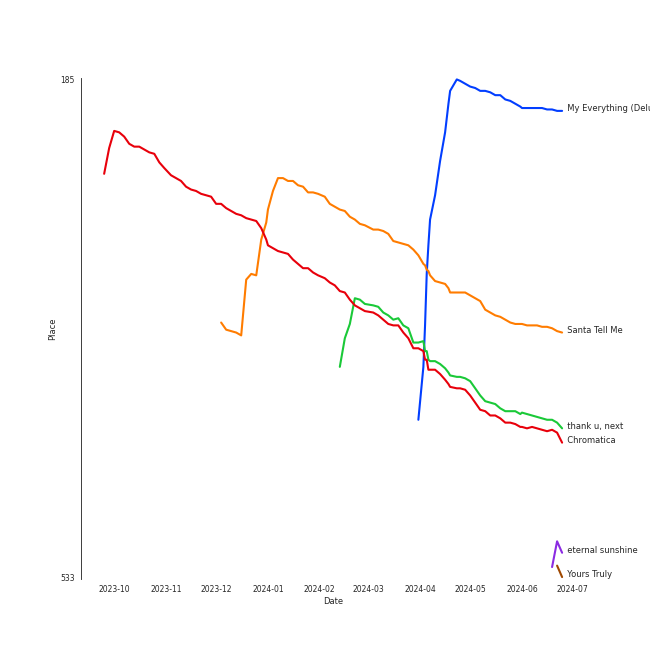 185
My Everything (Delu
Place
Santa Tell Me
thank u, next
Chromatica
eternal sunshine
Yours Truly
533
2023-10 2023-11 2023-12 2024-01 2024-02 2024-03 2024-04 2024-05 2024-06 2024-07
Date